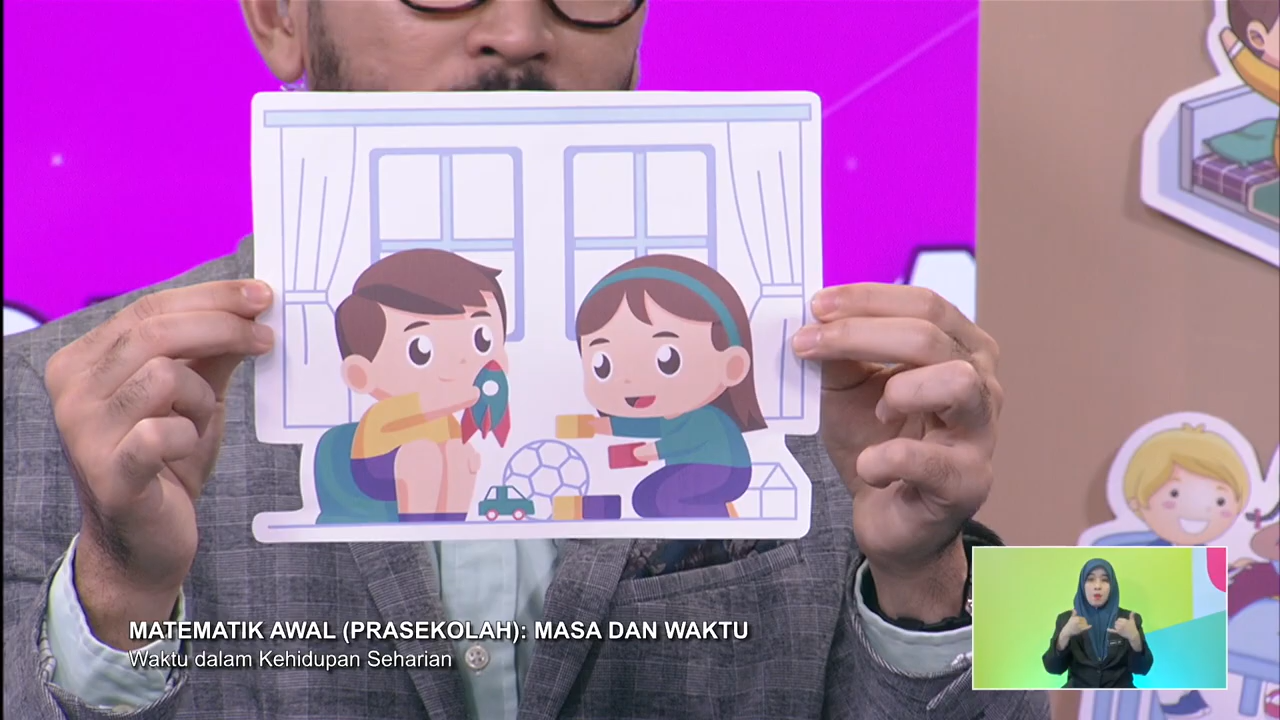 MATEMATIK AWAL (PRASEKOLAH): MASA DAN WAKTU
Waktu dalam Kehidupan Seharian